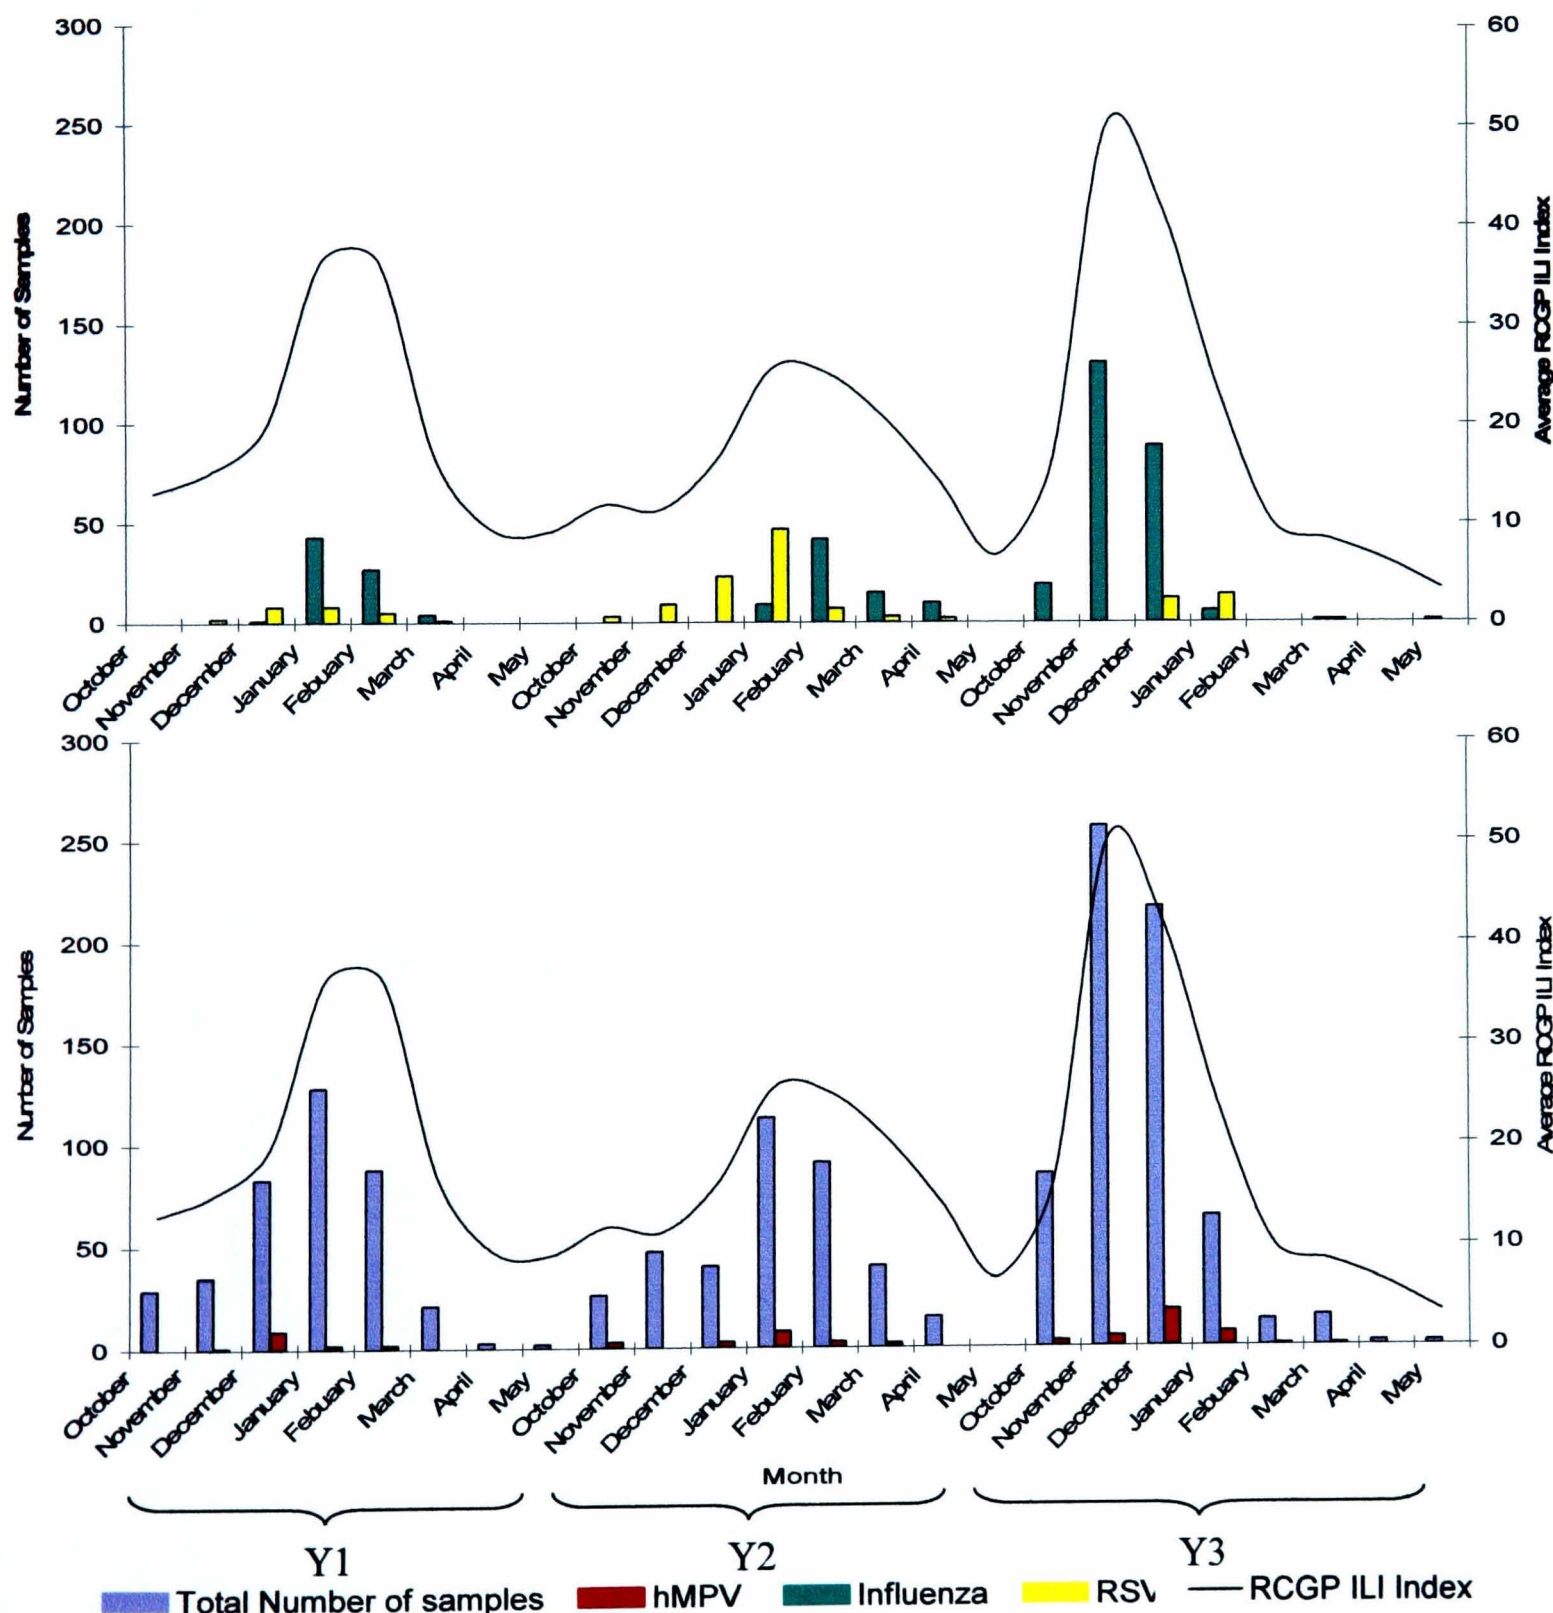 300
250
200
150
100
50
0
60
50
40
30
20
10
0
Number of Samples
Average RCGP ILI Index
October
November
December
January
Febuary
March
April
May
October
November
December
January
Febuary
March
April
May
October
November
December
January
Febuary
March
April
May
300
250
200
150
100
50
0
60
50
40
30
20
10
0
Number of Samples
Average RCGP ILI Index
October
November
December
January
Febuary
March
April
May
October
November
December
January
Febuary
March
April
May
October
November
December
January
Febuary
March
April
May
Month
Y1 Y2 Y3
Total Number of samples hMPV Influenza RSV RCGP ILI Index